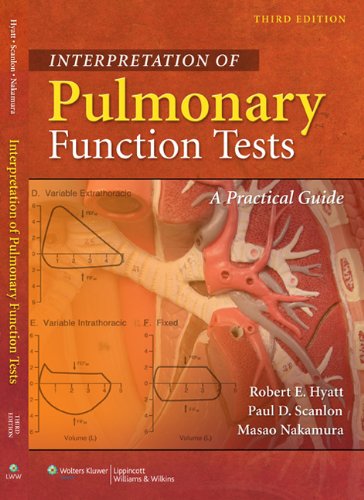 THIRD EDITION
INTERPRETATION OF
Pulmonary
Function Tests
A Practical Guide
D. Variable Extrathoracic
E. Variable Intrathoracic
F. Fixed
Volume (L)
Volume (L)
Robert E. Hyatt
Paul D. Scanlon
Masao Nakamura
Wolters Kluwer
Lippincott
Williams & Wilkins
Hyatt • Scanlon • Nakamura
Interpretation of Pulmonary Function Tests
THIRD
EDITION
LWW